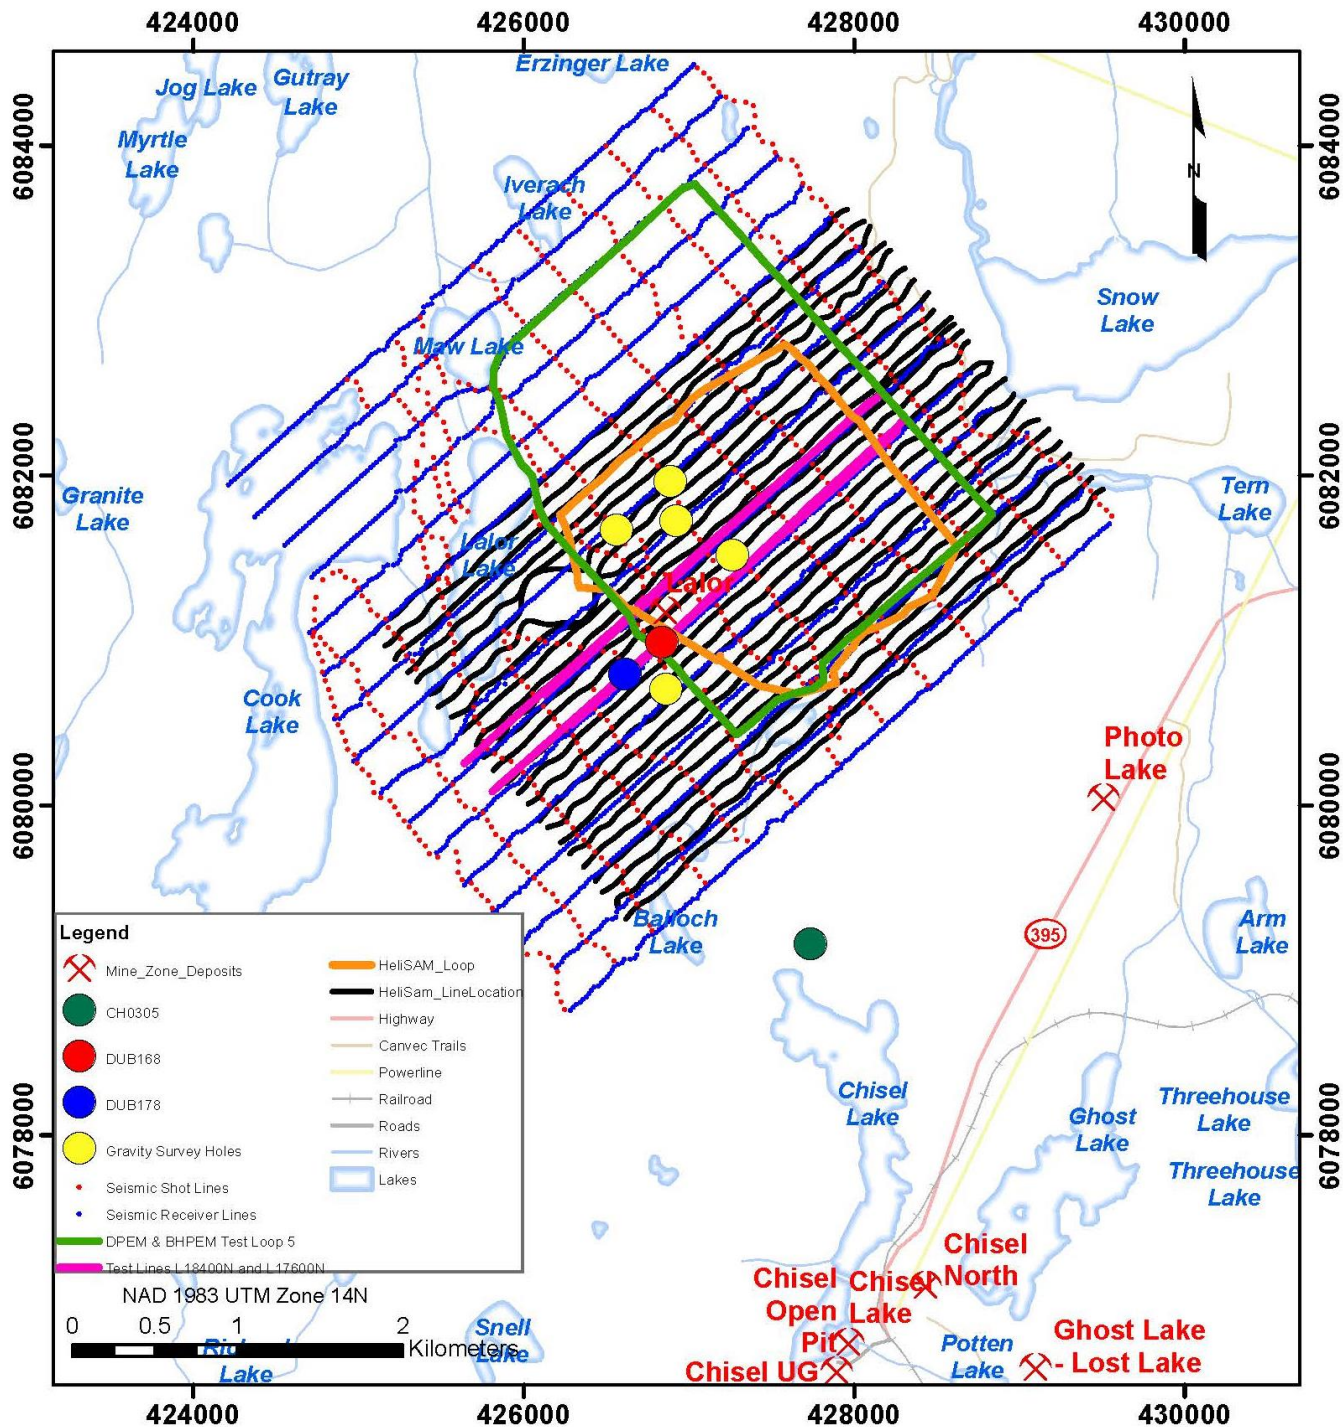 424000
426000
428000
430000
6084000
6082000
6080000
6078000
6084000
6082000
6080000
6078000
Erzinger Lake
Jog Lake
Gutray
Lake
Myrtle
Lake
Iverach
Lake
N
Snow
Lake
Maw Lake
Granite
Lake
Tern
Lake
Lalor
Lake
Lalor
Cook
Lake
Photo
Lake
Balloch
Lake
395
Arm
Lake
Chisel
Lake
Ghost
Lake
Threehouse
Lake
Threehouse
Lake
Chisel
North
Chisel
Open
Pit
Chisel
Lake
Chisel UG
Potten
Lake
Ghost Lake
- Lost Lake
Snell
Lake
Lake
Legend
Mine_Zone_Deposits
CH0305
DUB168
DUB178
Gravity Survey Holes
Seismic Shot Lines
Seismic Receiver Lines
DPEM & BHPEM Test Loop 5
Test Lines L18400N and L17600N
HeliSAM_Loop
HeliSam_LineLocation
Highway
Canvec Trails
Powerline
Railroad
Roads
Rivers
Lakes
NAD 1983 UTM Zone 14N
0 0.5 1 2
Kilometers
424000
426000
428000
430000